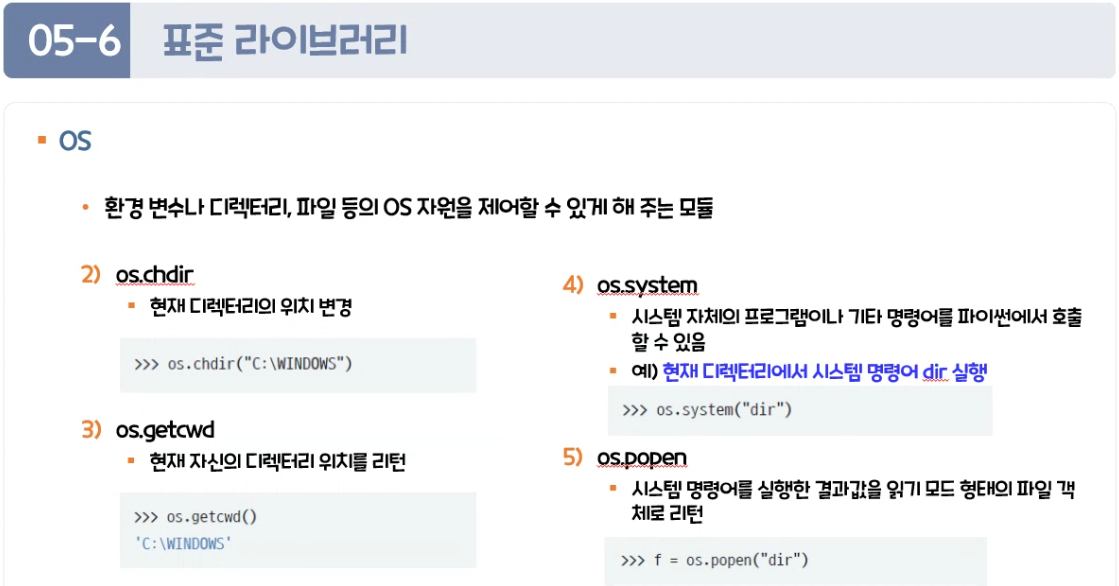 05-6 표준 라이브러리
▪ OS
• 환경 변수나 디렉터리, 파일 등의 OS 자원을 제어할 수 있게 해 주는 모듈
2) os.chdir
▪ 현재 디렉터리의 위치 변경
>>> os.chdir("C:\WINDOWS")
3) os.getcwd
▪ 현재 자신의 디렉터리 위치를 리턴
>>> os.getcwd()
'C:\WINDOWS'
4) os.system
▪ 시스템 자체의 프로그램이나 기타 명령어를 파이썬에서 호출
할 수 있음
▪ 예) 현재 디렉터리에서 시스템 명령어 dir 실행
>>> os.system("dir")
5) os.popen
▪ 시스템 명령어를 실행한 결과값을 읽기 모드 형태의 파일 객
체로 리턴
>>> f = os.popen("dir")